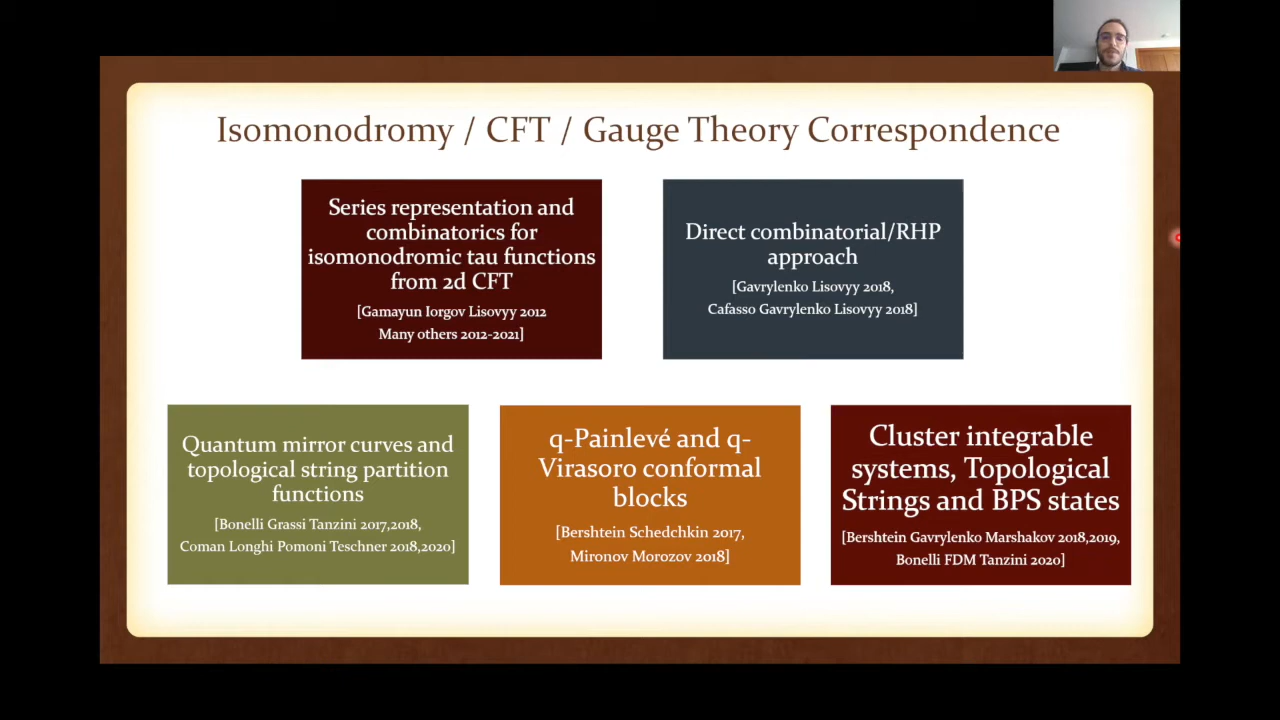 Isomonodromy / CFT / Gauge Theory Correspondence
Series representation and
combinatorics for
isomonodromic tau functions
from 2d CFT
[Gamayun Iorgov Lisovyy 2012
Many others 2012-2021]
Direct combinatorial/RHP
approach
[Gavrylenko Lisovyy 2018,
Cafasso Gavrylenko Lisovyy 2018]
Quantum mirror curves and
topological string partition
functions
[Bonelli Grassi Tanzini 2017,2018,
Coman Longhi Pomoni Teschner 2018,2020]
q-Painlevé and q-
Virasoro conformal
blocks
[Bershtein Schedchkin 2017,
Mironov Morozov 2018]
Cluster integrable
systems, Topological
Strings and BPS states
[Bershtein Gavrylenko Marshakov 2018,2019,
Bonelli FDM Tanzini 2020]